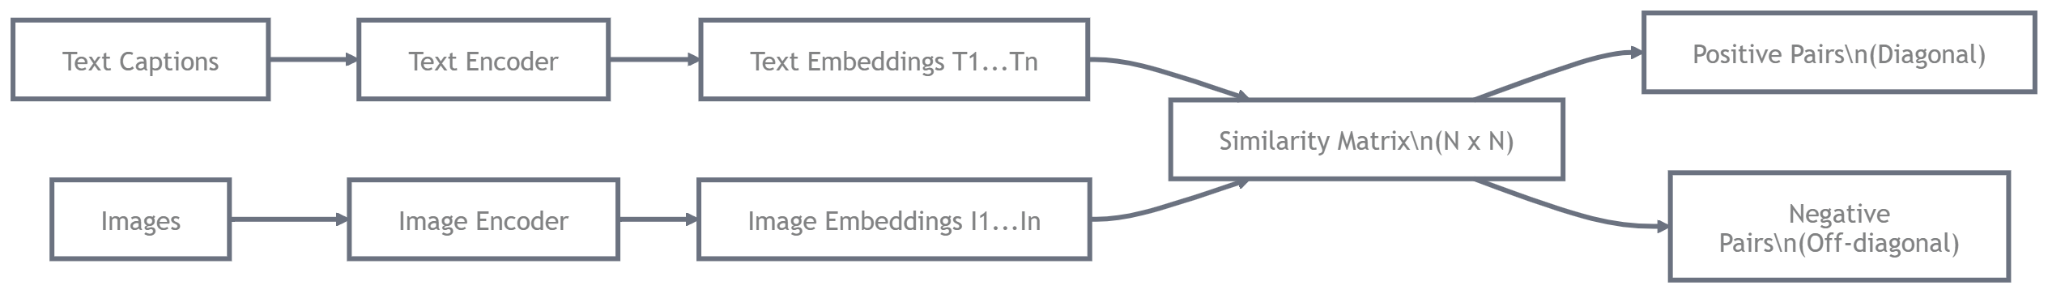 Text Captions
Text Encoder
Text Embeddings T1...Tn
Images
Image Encoder
Image Embeddings I1...In
Similarity Matrix\n(N x N)
Positive Pairs\n(Diagonal)
Negative
Pairs\n(Off-diagonal)